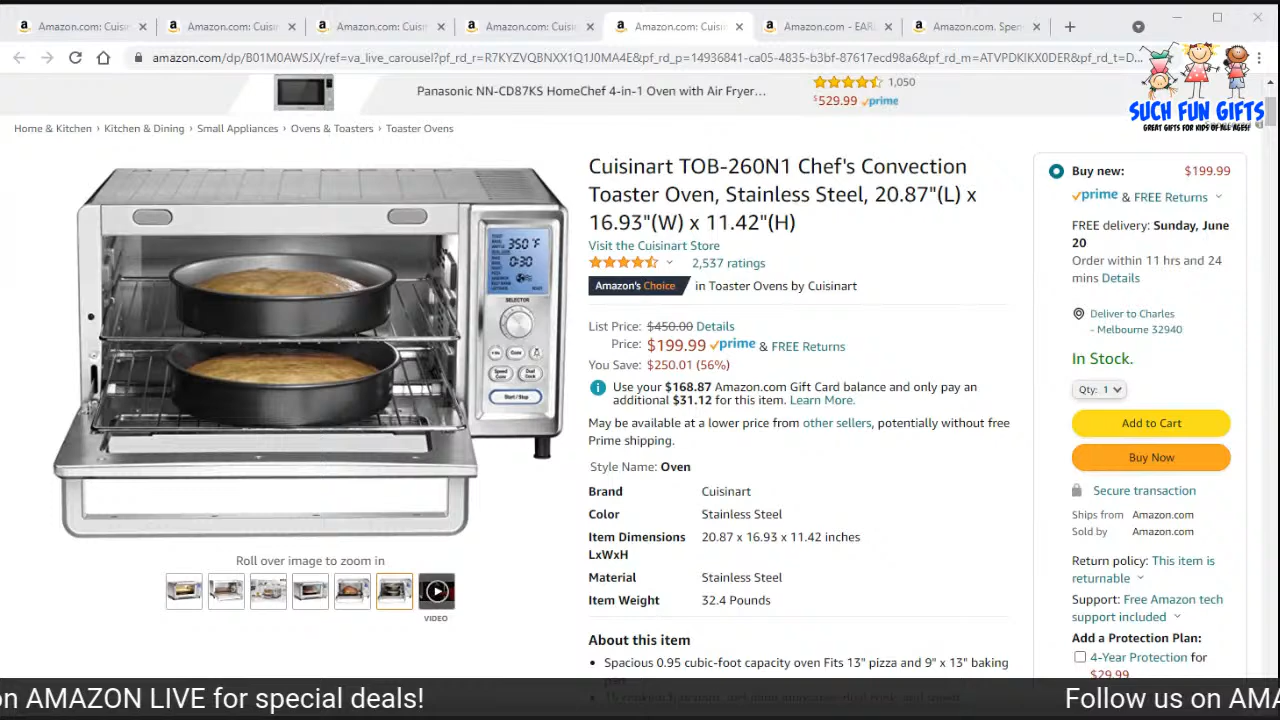 Amazon.com: Cuisin
Amazon.com: Cuisin
Amazon.com: Cuisin
Amazon.com: Cuisin
Amazon.com: Cuisin
Amazon.com - EAR
Amazon.com. Spen
amazon.com/dp/B01M0AWSJX/ref=va_live_carousel?pf_rd_r=R7KYZVQBNYX1Q1J0MA4E&pf_rd_p=14936841-ca05-4835-b3bf-87617ecd98a6&pf_rd_m=ATVPDKIKX0DER&pf_rd_t=D...
Panasonic NN-CD87KS HomeChef 4-in-1 Oven with Air Fryer...
1,050
$529.99 prime
SUCH FUN GIFTS
GREAT GIFTS FOR KIDS OF ALL AGES!
Home & Kitchen › Kitchen & Dining › Small Appliances › Ovens & Toasters › Toaster Ovens
350 °F
0:30
SELECTOR
Start / Stop
Roll over image to zoom in
VIDEO
Cuisinart TOB-260N1 Chef's Convection
Toaster Oven, Stainless Steel, 20.87"(L) x
16.93"(W) x 11.42"(H)
Visit the Cuisinart Store
2,537 ratings
Amazon's Choice in Toaster Ovens by Cuisinart
List Price: $450.00 Details
Price: $199.99 prime & FREE Returns
You Save: $250.01 (56%)
Use your $168.87 Amazon.com Gift Card balance and only pay an
additional $31.12 for this item. Learn More.
May be available at a lower price from other sellers, potentially without free
Prime shipping.
Style Name: Oven
Brand Cuisinart
Color Stainless Steel
Item Dimensions 20.87 x 16.93 x 11.42 inches
LxWxH
Material Stainless Steel
Item Weight 32.4 Pounds
About this item
• Spacious 0.95 cubic-foot capacity oven Fits 13" pizza and 9" x 13" baking
Buy new: $199.99
prime & FREE Returns
FREE delivery: Sunday, June
20
Order within 11 hrs and 24
mins Details
Deliver to Charles
- Melbourne 32940
In Stock.
Qty: 1
Add to Cart
Buy Now
Secure transaction
Ships from Amazon.com
Sold by Amazon.com
Return policy: This item is
returnable
Support: Free Amazon tech
support included
Add a Protection Plan:
4-Year Protection for
$29.99
on AMAZON LIVE for special deals!
Follow us on AMA